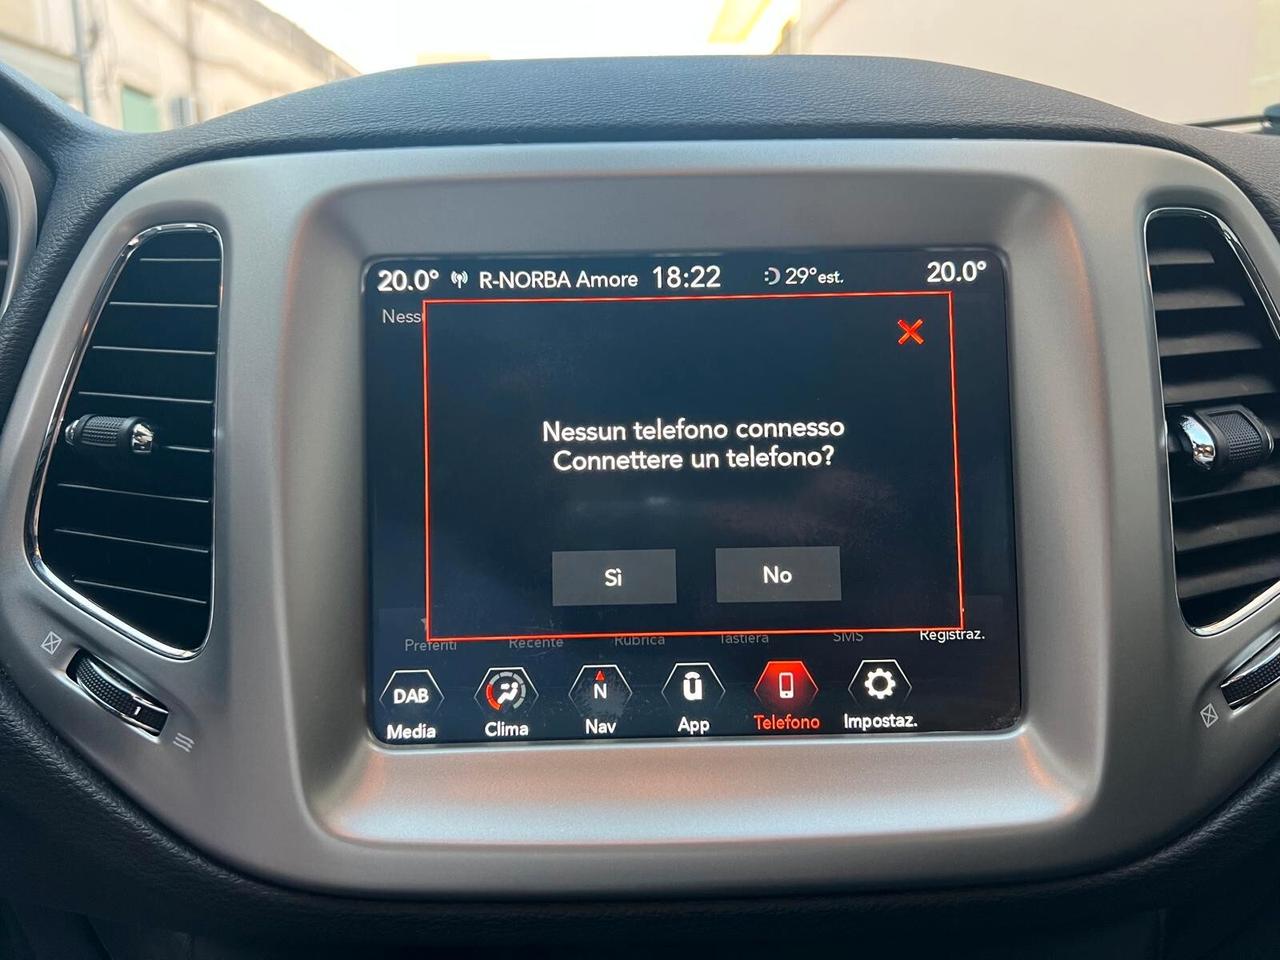 20.0° R-NORBA Amore 18:22 29°est. 20.0°
Ness
Nessun telefono connesso
Connettere un telefono?
Sì No
Preferiti Recente Rubrica Tastiera SMS Registraz.
DAB N u
Media Clima Nav App Telefono Impostaz.